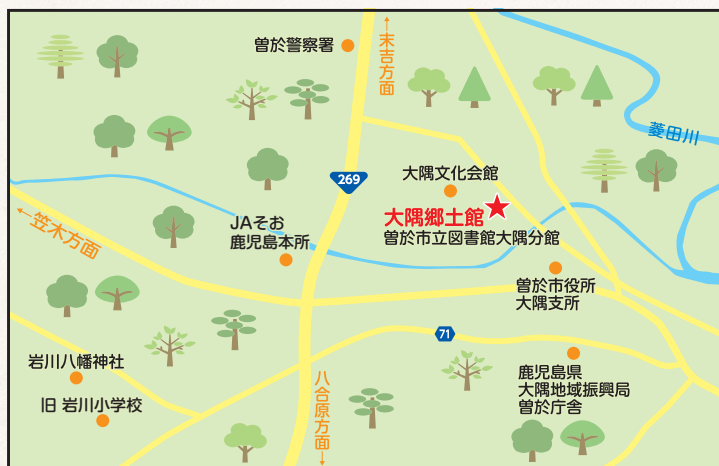 曽於警察署
末吉方面
菱田川
269
大隅文化会館
大隅郷土館
曽於市立図書館大隅分館
笠木方面
JAそお
鹿児島本所
曽於市役所
大隅支所
71
岩川八幡神社
旧 岩川小学校
八合原方面
鹿児島県
大隅地域振興局
曽於庁舎